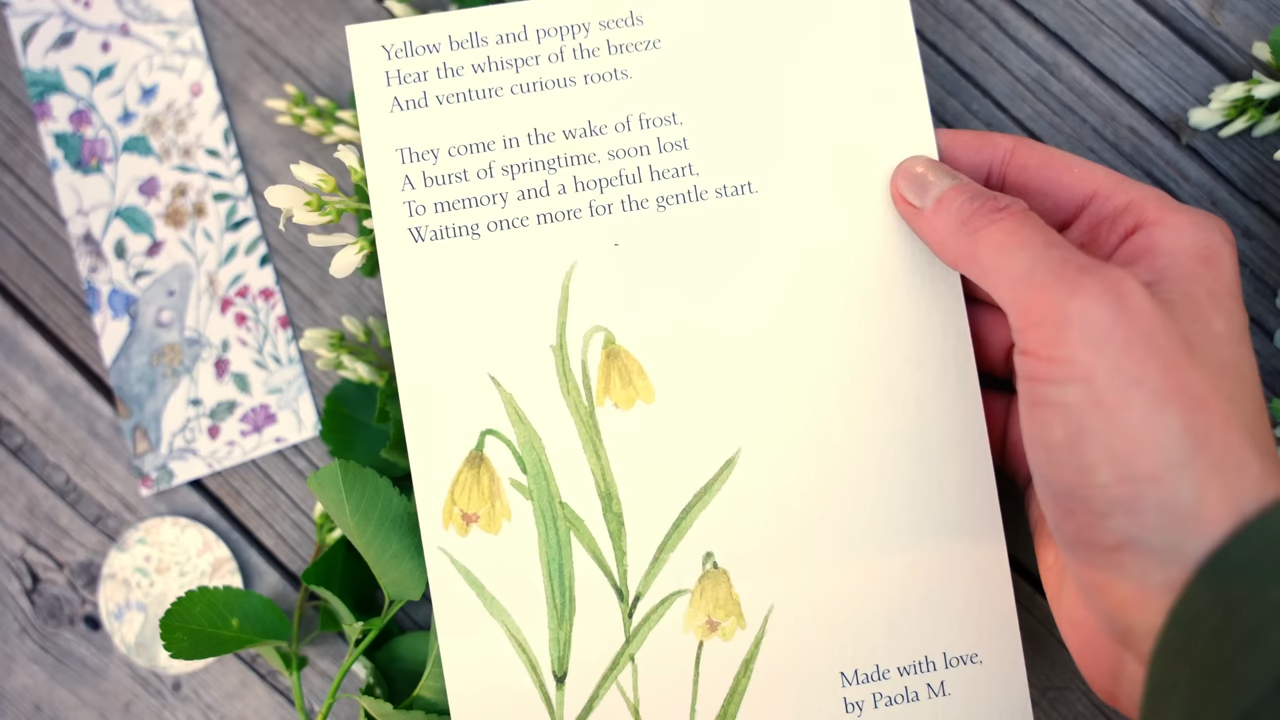 Yellow bells and poppy seeds
Hear the whisper of the breeze
And venture curious roots.
They come in the wake of frost,
A burst of springtime, soon lost
To memory and a hopeful heart,
Waiting once more for the gentle start.
Made with love,
by Paola M.